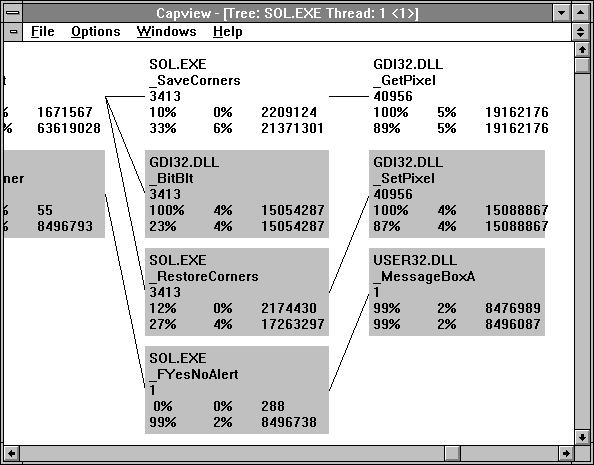 Capview - [Tree: SOL.EXE Thread: 1 <1>]
File Options Windows Help
% 1671567
% 63619028
ner
% 55
% 8496793
SOL.EXE
_SaveCorners
3413
10% 0% 2209124
33% 6% 21371301
GDI32.DLL
_GetPixel
40956
100% 5% 19162176
89% 5% 19162176
GDI32.DLL
_BitBlt
3413
100% 4% 15054287
23% 4% 15054287
GDI32.DLL
_SetPixel
40956
100% 4% 15088867
87% 4% 15088867
SOL.EXE
_RestoreCorners
3413
12% 0% 2174430
27% 4% 17263297
USER32.DLL
_MessageBoxA
1
99% 2% 8476989
99% 2% 8496087
SOL.EXE
_FYesNoAlert
1
0% 0% 288
99% 2% 8496738